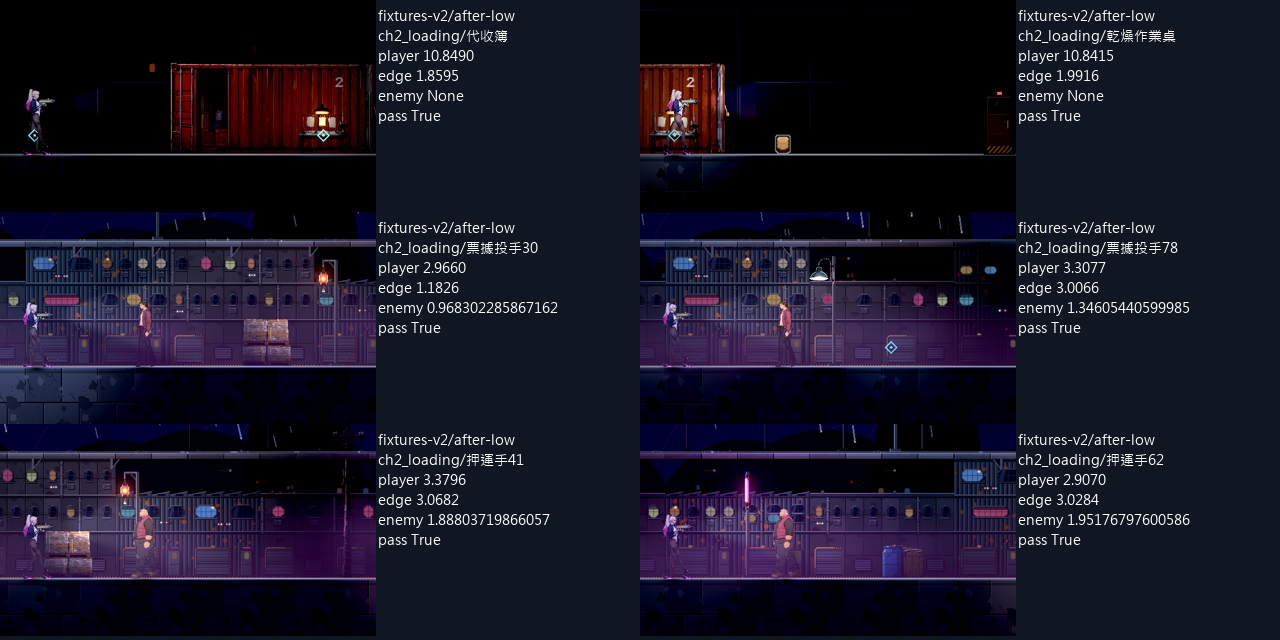 fixtures-v2/after-low
ch2_loading/代收簿
player 10.8490
edge 1.8595
enemy None
pass True
2
fixtures-v2/after-low
ch2_loading/乾燥作業桌
player 10.8415
edge 1.9916
enemy None
pass True
2
fixtures-v2/after-low
ch2_loading/票據投手30
player 2.9660
edge 1.1826
enemy 0.968302285867162
pass True
fixtures-v2/after-low
ch2_loading/票據投手78
player 3.3077
edge 3.0066
enemy 1.34605440599985
pass True
fixtures-v2/after-low
ch2_loading/押運手41
player 3.3796
edge 3.0682
enemy 1.88803719866057
pass True
fixtures-v2/after-low
ch2_loading/押運手62
player 2.9070
edge 3.0284
enemy 1.95176797600586
pass True